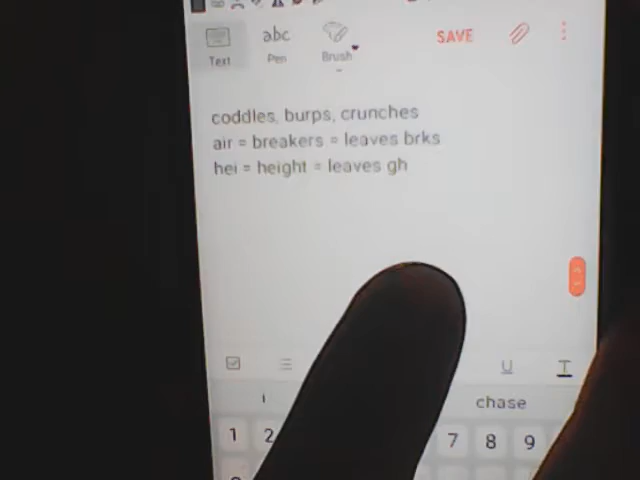 Text
abc
Pen
Brush
SAVE
coddles, burps, crunches
air = breakers = leaves brks
hei = height = leaves gh
U
T
i
chase
1 2
7 8 9